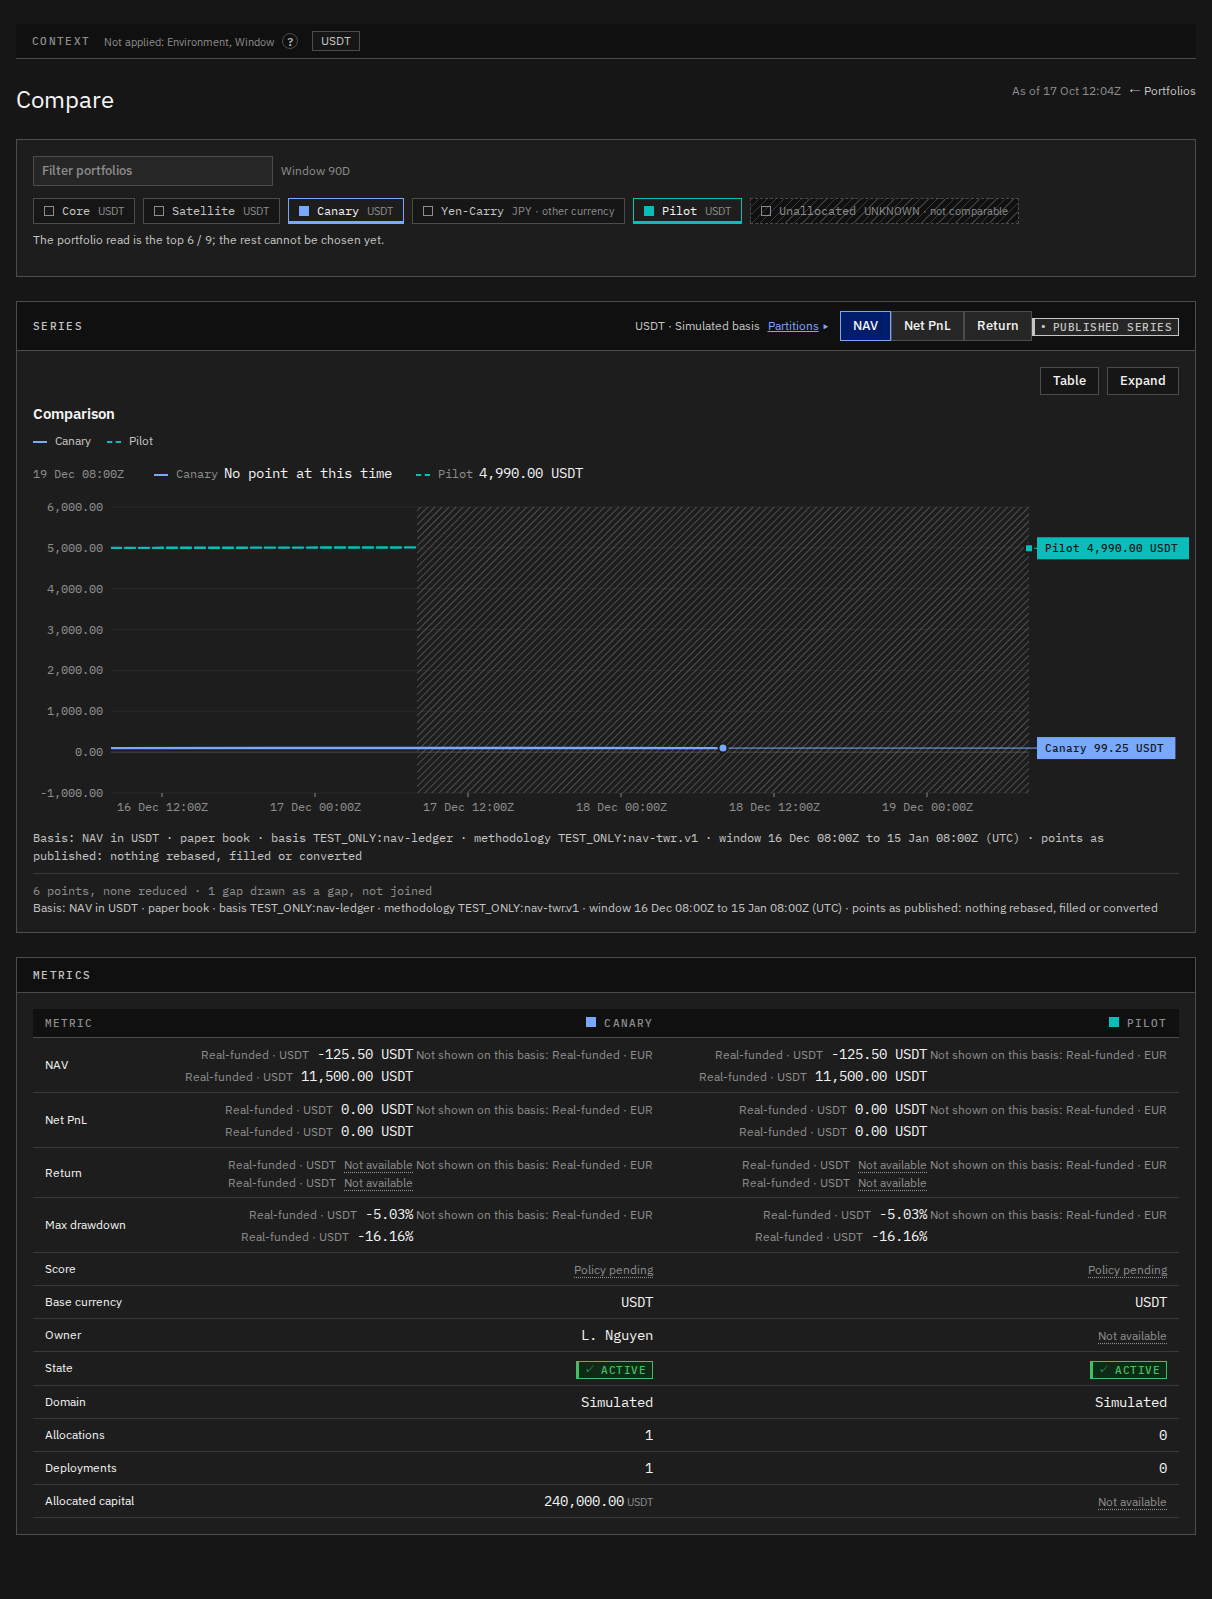 CONTEXT Not applied: Environment, Window ? USDT
Compare
As of 17 Oct 12:04Z ← Portfolios
Filter portfolios Window 90D
Core USDT Satellite USDT Canary USDT Yen-Carry JPY · other currency Pilot USDT Unallocated UNKNOWN · not comparable
The portfolio read is the top 6 / 9; the rest cannot be chosen yet.
SERIES USDT · Simulated basis Partitions ▸ NAV Net PnL Return • PUBLISHED SERIES
Table Expand
Comparison
Canary Pilot
19 Dec 08:00Z Canary No point at this time Pilot 4,990.00 USDT
6,000.00
5,000.00 Pilot 4,990.00 USDT
4,000.00
3,000.00
2,000.00
1,000.00
0.00 Canary 99.25 USDT
-1,000.00
16 Dec 12:00Z 17 Dec 00:00Z 17 Dec 12:00Z 18 Dec 00:00Z 18 Dec 12:00Z 19 Dec 00:00Z
Basis: NAV in USDT · paper book · basis TEST_ONLY:nav-ledger · methodology TEST_ONLY:nav-twr.v1 · window 16 Dec 08:00Z to 15 Jan 08:00Z (UTC) · points as
published: nothing rebased, filled or converted
6 points, none reduced · 1 gap drawn as a gap, not joined
Basis: NAV in USDT · paper book · basis TEST_ONLY:nav-ledger · methodology TEST_ONLY:nav-twr.v1 · window 16 Dec 08:00Z to 15 Jan 08:00Z (UTC) · points as published: nothing rebased, filled or converted
METRICS
METRIC CANARY PILOT
NAV Real-funded · USDT -125.50 USDT Not shown on this basis: Real-funded · EUR Real-funded · USDT -125.50 USDT Not shown on this basis: Real-funded · EUR
Real-funded · USDT 11,500.00 USDT Real-funded · USDT 11,500.00 USDT
Net PnL Real-funded · USDT 0.00 USDT Not shown on this basis: Real-funded · EUR Real-funded · USDT 0.00 USDT Not shown on this basis: Real-funded · EUR
Real-funded · USDT 0.00 USDT Real-funded · USDT 0.00 USDT
Return Real-funded · USDT Not available Not shown on this basis: Real-funded · EUR Real-funded · USDT Not available Not shown on this basis: Real-funded · EUR
Real-funded · USDT Not available Real-funded · USDT Not available
Max drawdown Real-funded · USDT -5.03% Not shown on this basis: Real-funded · EUR Real-funded · USDT -5.03% Not shown on this basis: Real-funded · EUR
Real-funded · USDT -16.16% Real-funded · USDT -16.16%
Score Policy pending Policy pending
Base currency USDT USDT
Owner L. Nguyen Not available
State ✓ ACTIVE ✓ ACTIVE
Domain Simulated Simulated
Allocations 1 0
Deployments 1 0
Allocated capital 240,000.00 USDT Not available